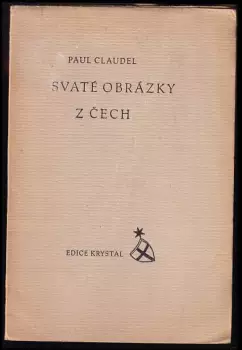 PAUL CLAUDEL
SVATÉ OBRÁZKY
Z ČECH
EDICE KRYSTAL